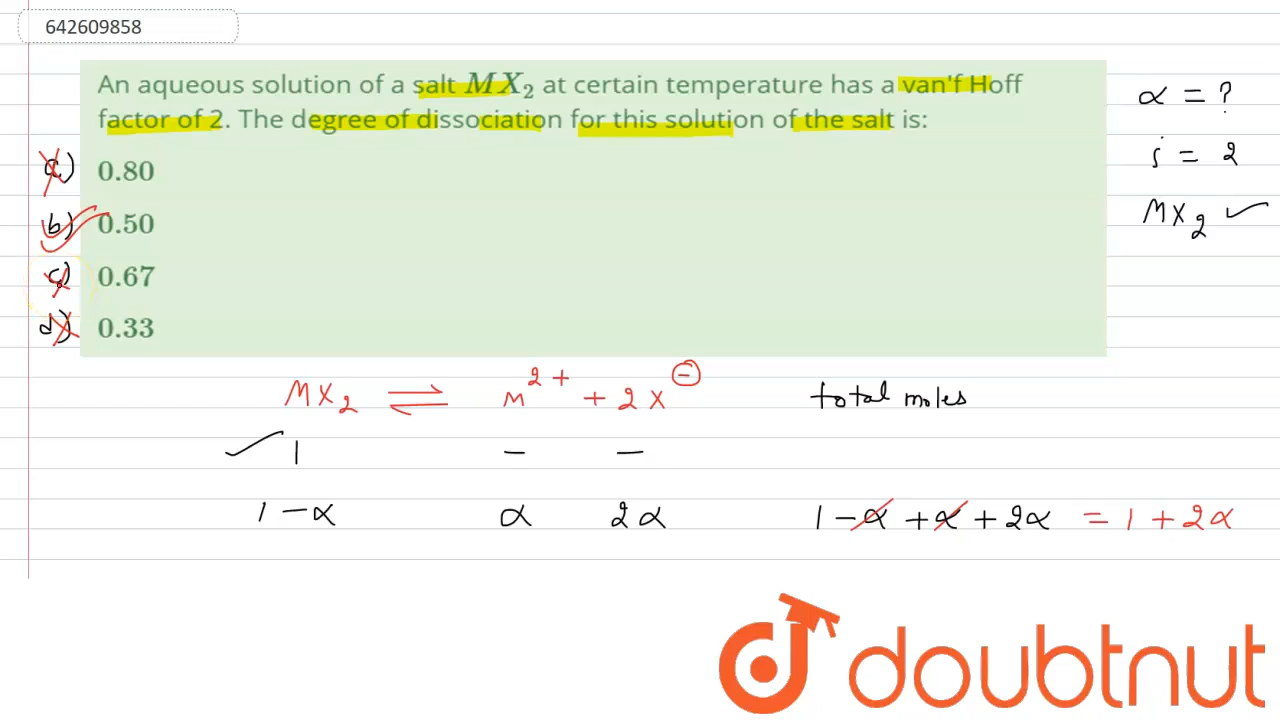 642609858
An aqueous solution of a salt MX₂ at certain temperature has a van'f Hoff
factor of 2. The degree of dissociation for this solution of the salt is:
a) 0.80
b) 0.50
c) 0.67
d) 0.33
α = ?
i = 2
MX₂ ✓
MX₂ ⇌ M²⁺ + 2X⁻ total moles
✓ 1 – –
1 – α α 2α 1 – α + α + 2α = 1 + 2α
doubtnut